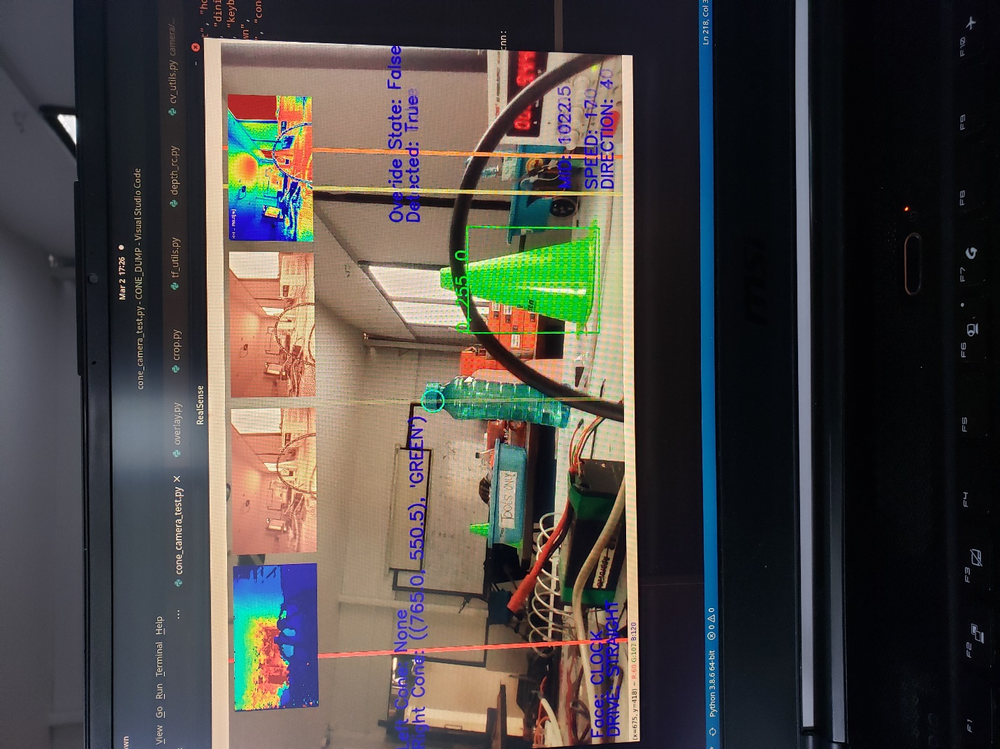 Mar 2 17:26
cone_camera_test.py - CONE_DUMP - Visual Studio Code
View Go Run Terminal Help
... cone_camera_test.py overlay.py crop.py tf_utils.py depth_rc.py cv_utils.py camera/...
RealSense
"dini
"keyb
"con
cnn:
Left Cone: None
Right Cone: ((765.0, 550.5), 'GREEN')
Override State: False
Detected: True
0, 255, 0
TOOLS ONLY
MID: 1022.5
SPEED: 170
DIRECTION: 40
Face: CLOCK
DRIVE: STRAIGHT
(x=675, y=418) ~ R:60 G:107 B:120
Python 3.8.6 64-bit 0 0
Ln 218, Col 3
msi
F1 F2 F3 F4 F5 F6 F7 F8 F9 F10